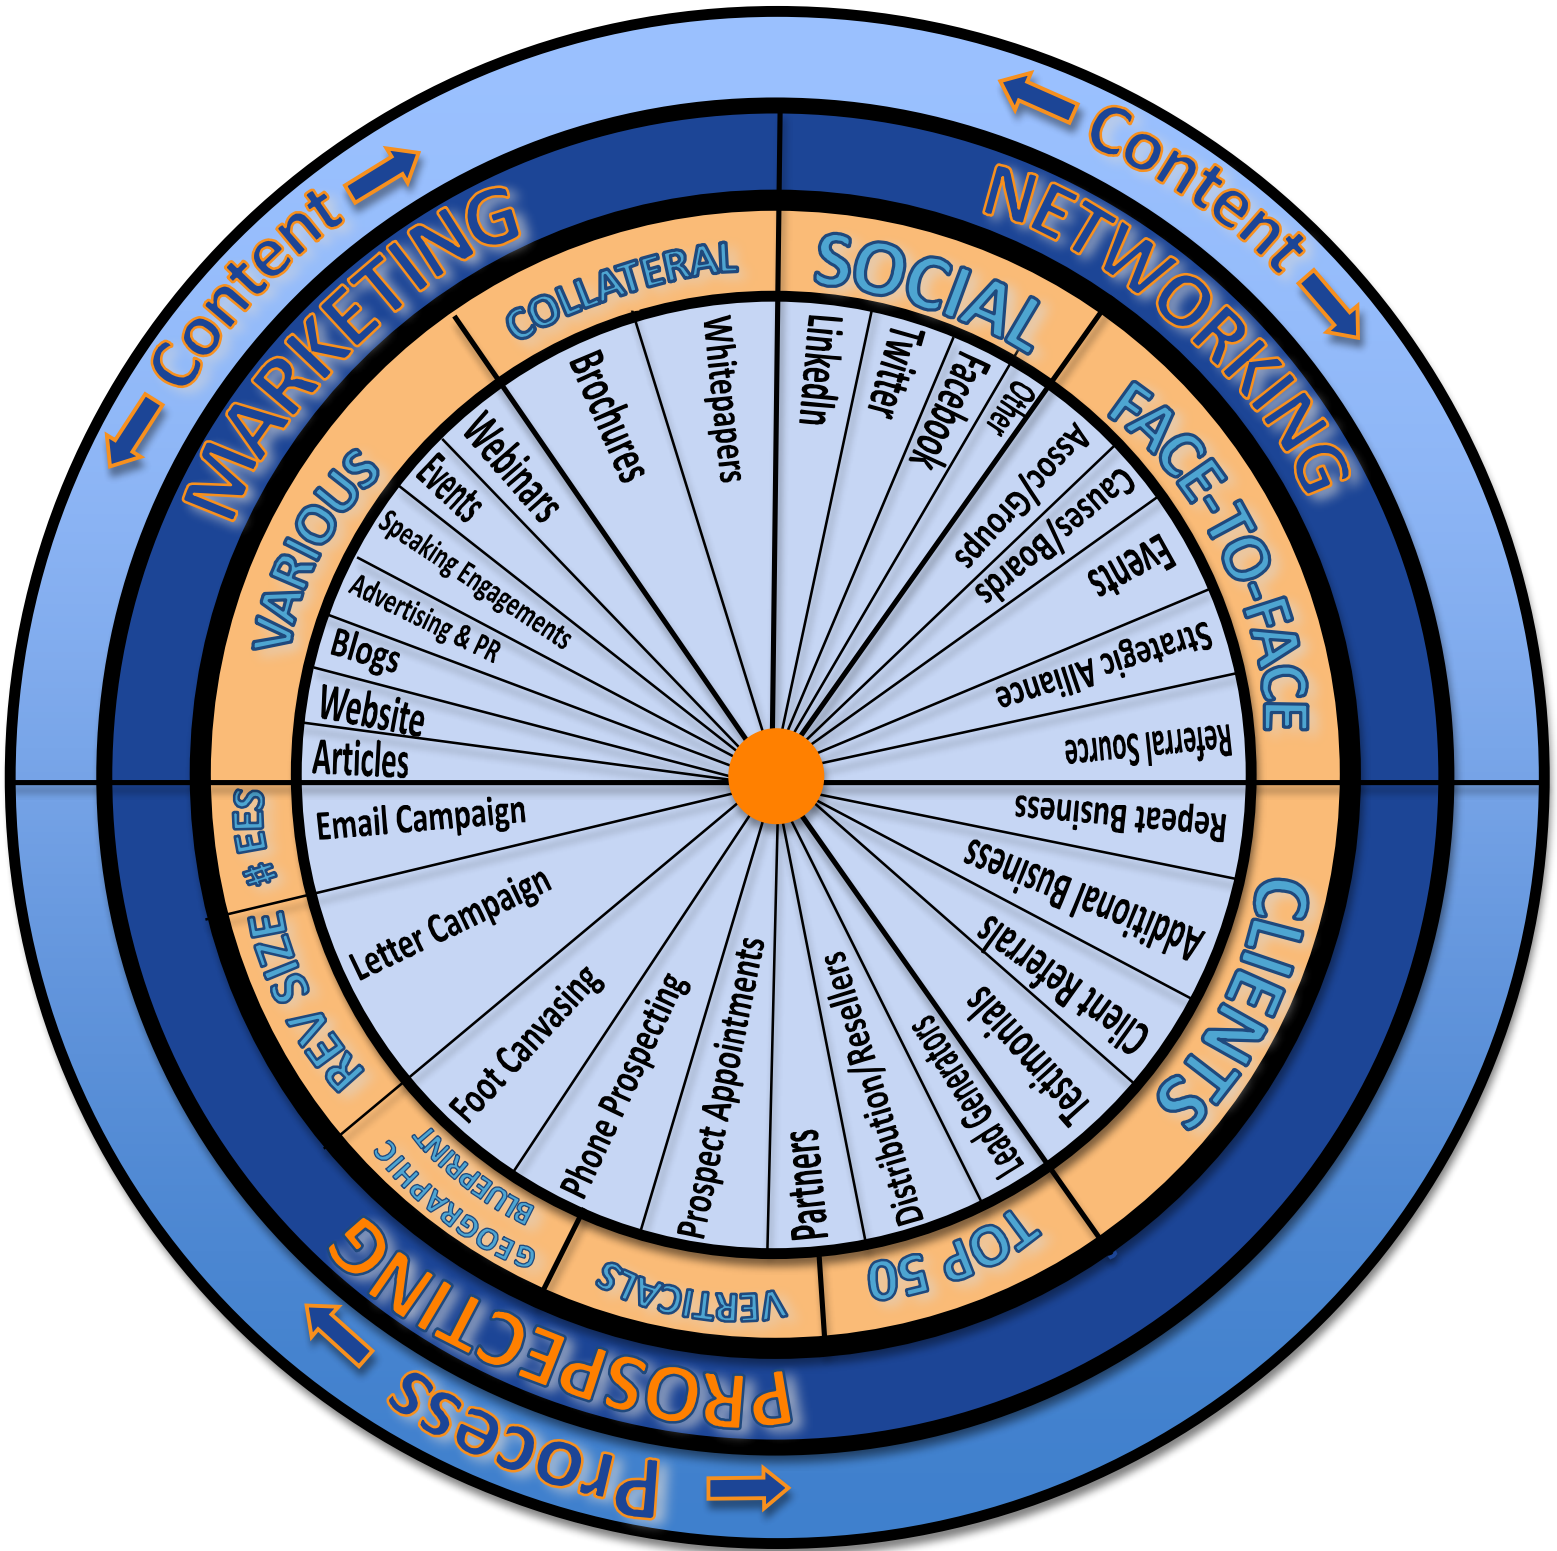 Content
Content
Process
MARKETING
NETWORKING
PROSPECTING
COLLATERAL
SOCIAL
FACE-TO-FACE
CLIENTS
TOP 50
VERTICALS
GEOGRAPHIC
BLUEPRINT
REV SIZE
# EES
VARIOUS
LinkedIn
Twitter
Facebook
Other
Assoc/Groups
Causes/Boards
Events
Strategic Alliance
Referral Source
Repeat Business
Additional Business
Client Referrals
Testimonials
Lead Generators
Distribution/Resellers
Partners
Prospect Appointments
Phone Prospecting
Foot Canvasing
Letter Campaign
Email Campaign
Articles
Website
Blogs
Advertising & PR
Speaking Engagements
Events
Webinars
Brochures
Whitepapers